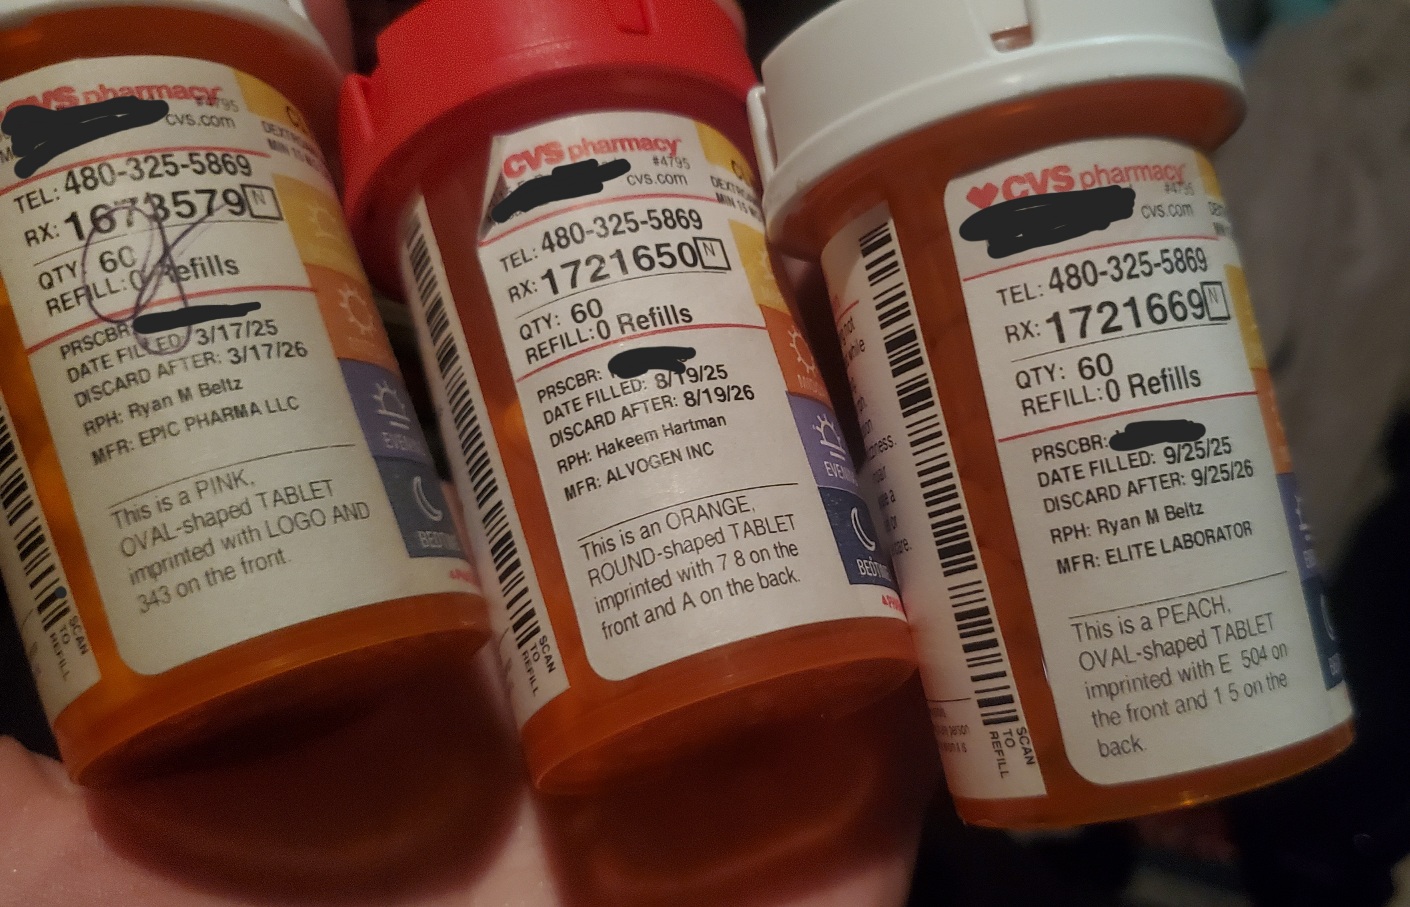 CVS pharmacy
#4795
cvs.com
TEL: 480-325-5869
RX: 1673579 N
QTY 60
REFILL:0 Refills
PRSCBR:
DATE FILLED: 3/17/25
DISCARD AFTER: 3/17/26
RPH: Ryan M Beltz
MFR: EPIC PHARMA LLC
This is a PINK,
OVAL-shaped TABLET
imprinted with LOGO AND
343 on the front.
SCAN
TO
REFILL
BEDTIME
CVS pharmacy
#4795
cvs.com
TEL: 480-325-5869
RX: 1721650 N
QTY: 60
REFILL:0 Refills
PRSCBR:
DATE FILLED: 8/19/25
DISCARD AFTER: 8/19/26
RPH: Hakeem Hartman
MFR: ALVOGEN INC
This is an ORANGE,
ROUND-shaped TABLET
imprinted with 7 8 on the
front and A on the back.
SCAN
TO
REFILL
CVS pharmacy
#4795
cvs.com
TEL: 480-325-5869
RX: 1721669 N
QTY: 60
REFILL:0 Refills
PRSCBR:
DATE FILLED: 9/25/25
DISCARD AFTER: 9/25/26
RPH: Ryan M Beltz
MFR: ELITE LABORATOR
This is a PEACH,
OVAL-shaped TABLET
imprinted with E 504 on
the front and 1 5 on the
back.
SCAN
TO
REFILL